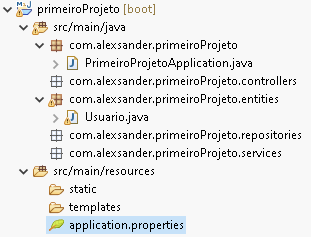 primeiroProjeto [boot]
src/main/java
com.alexsander.primeiroProjeto
PrimeiroProjetoApplication.java
com.alexsander.primeiroProjeto.controllers
com.alexsander.primeiroProjeto.entities
Usuario.java
com.alexsander.primeiroProjeto.repositories
com.alexsander.primeiroProjeto.services
src/main/resources
static
templates
application.properties